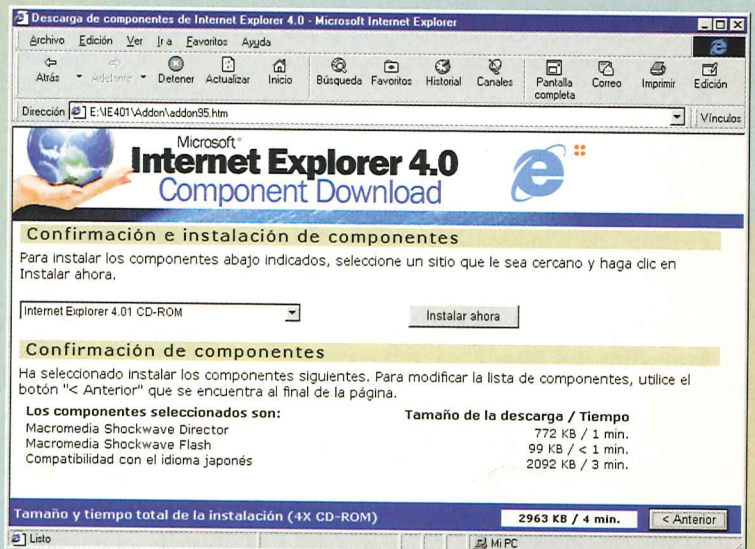 Descarga de componentes de Internet Explorer 4.0 - Microsoft Internet Explorer
Archivo Edición Ver Ir a Favoritos Ayuda
Atrás Adelante Detener Actualizar Inicio Búsqueda Favoritos Historial Canales Pantalla completa Correo Imprimir Edición
Dirección E:\IE401\Addon\addon95.htm Vínculos
Microsoft®
Internet Explorer 4.0
Component Download
Confirmación e instalación de componentes
Para instalar los componentes abajo indicados, seleccione un sitio que le sea cercano y haga clic en
Instalar ahora.
Internet Explorer 4.01 CD-ROM Instalar ahora
Confirmación de componentes
Ha seleccionado instalar los componentes siguientes. Para modificar la lista de componentes, utilice el
botón "< Anterior" que se encuentra al final de la página.
Los componentes seleccionados son: Tamaño de la descarga / Tiempo
Macromedia Shockwave Director 772 KB / 1 min.
Macromedia Shockwave Flash 99 KB / < 1 min.
Compatibilidad con el idioma japonés 2092 KB / 3 min.
Tamaño y tiempo total de la instalación (4X CD-ROM) 2963 KB / 4 min. < Anterior
Listo Mi PC